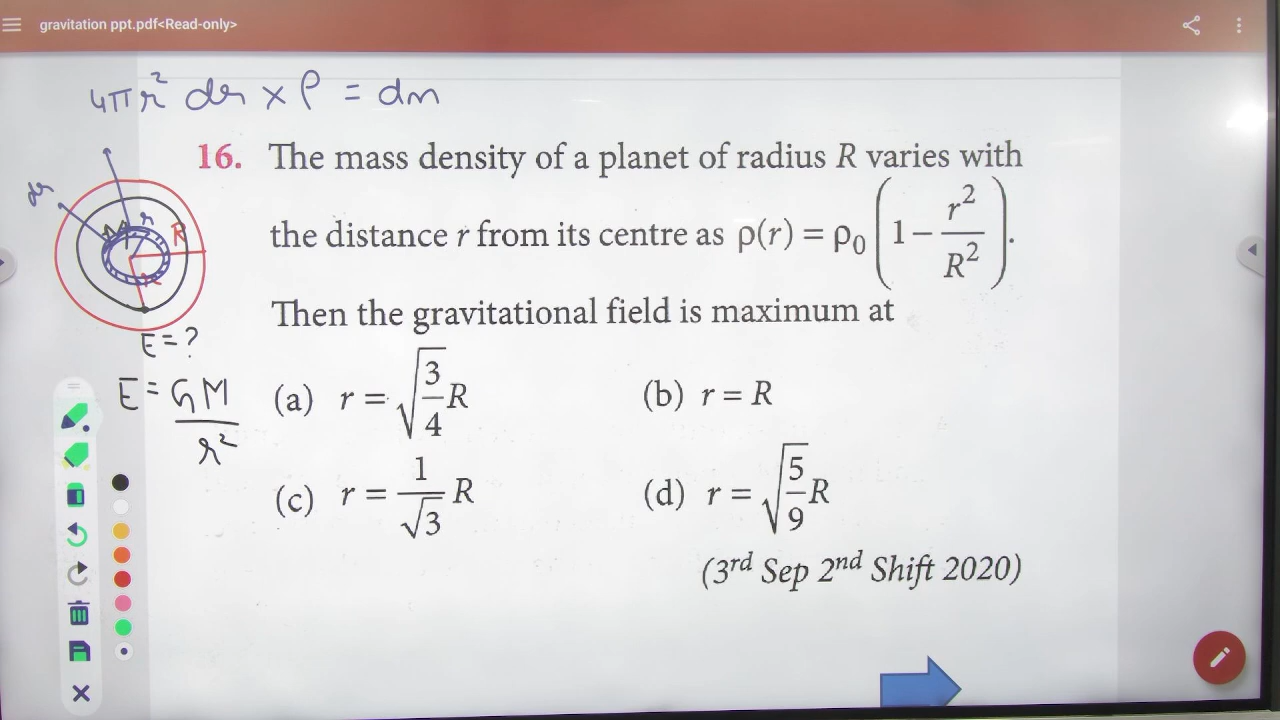 gravitation ppt.pdf<Read-only>
4πr² dr × ρ = dm
16. The mass density of a planet of radius R varies with
the distance r from its centre as ρ(r) = ρ₀(1 − r²/R²).
Then the gravitational field is maximum at
dr
r
R
E = ?
E = GM/r²
(a) r = √(3/4) R
(b) r = R
(c) r = 1/√3 R
(d) r = √(5/9) R
(3rd Sep 2nd Shift 2020)